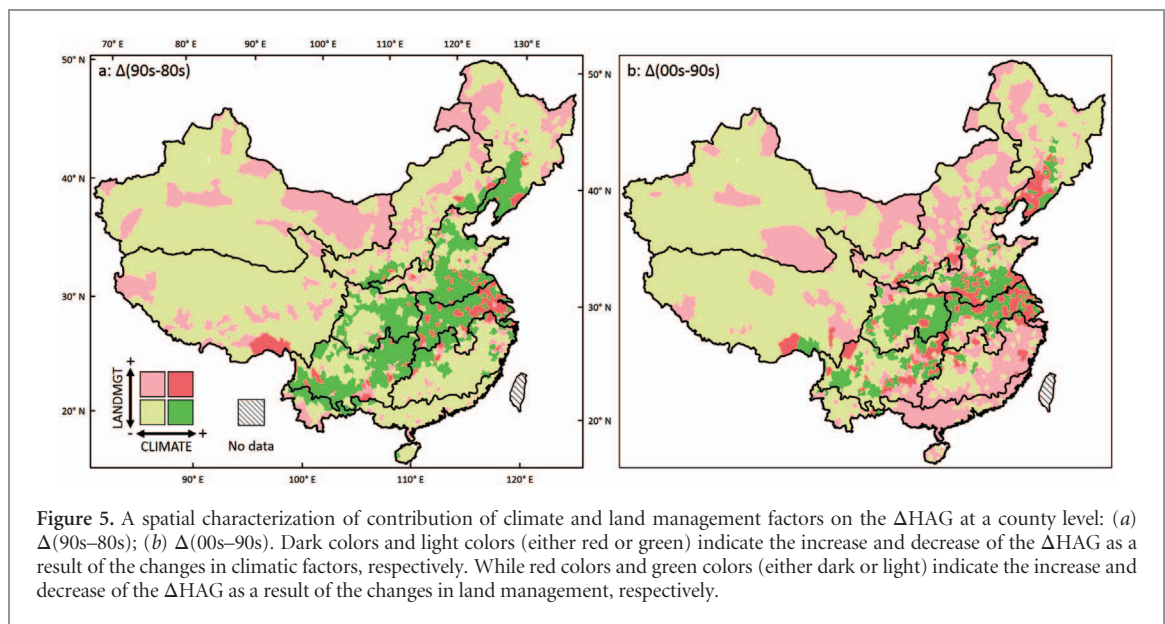 70° E 80° E 90° E 100° E 110° E 120° E 130° E
50° N a: Δ(90s-80s) b: Δ(00s-90s) 50° N
40° N 40° N
30° N 30° N
20° N 20° N
LANDMGT
+
- +
CLIMATE No data
90° E 100° E 110° E 120° E
Figure 5. A spatial characterization of contribution of climate and land management factors on the ΔHAG at a county level: (a)
Δ(90s–80s); (b) Δ(00s–90s). Dark colors and light colors (either red or green) indicate the increase and decrease of the ΔHAG as a
result of the changes in climatic factors, respectively. While red colors and green colors (either dark or light) indicate the increase and
decrease of the ΔHAG as a result of the changes in land management, respectively.